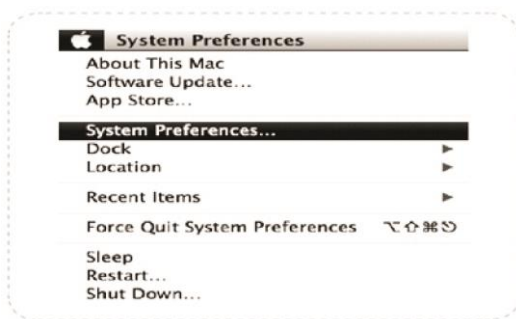 System Preferences
About This Mac
Software Update...
App Store...
System Preferences...
Dock ▶
Location ▶
Recent Items ▶
Force Quit System Preferences ⌥⇧⌘⎋
Sleep
Restart...
Shut Down...